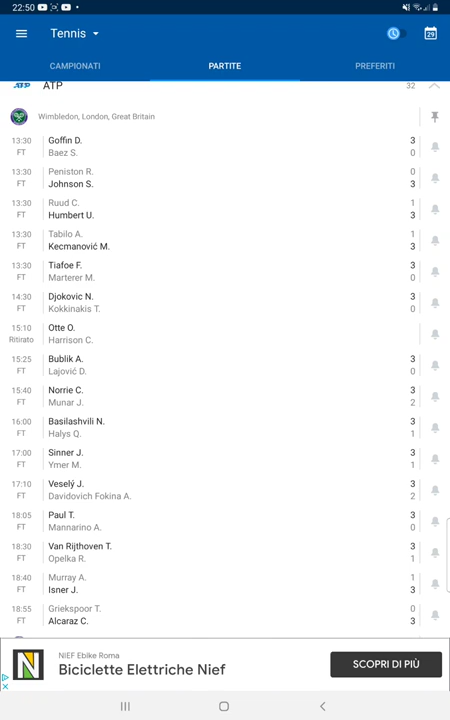 22:50
Tennis
29
CAMPIONATI PARTITE PREFERITI
ATP ATP 32
Wimbledon, London, Great Britain
13:30 Goffin D. 3
FT Baez S. 0
13:30 Peniston R. 0
FT Johnson S. 3
13:30 Ruud C. 1
FT Humbert U. 3
13:30 Tabilo A. 1
FT Kecmanović M. 3
13:30 Tiafoe F. 3
FT Marterer M. 0
14:30 Djokovic N. 3
FT Kokkinakis T. 0
15:10 Otte O.
Ritirato Harrison C.
15:25 Bublik A. 3
FT Lajović D. 0
15:40 Norrie C. 3
FT Munar J. 2
16:00 Basilashvili N. 3
FT Halys Q. 1
17:00 Sinner J. 3
FT Ymer M. 1
17:10 Veselý J. 3
FT Davidovich Fokina A. 2
18:05 Paul T. 3
FT Mannarino A. 0
18:30 Van Rijthoven T. 3
FT Opelka R. 1
18:40 Murray A. 1
FT Isner J. 3
18:55 Griekspoor T. 0
FT Alcaraz C. 3
N
NIEF Ebike Roma
Biciclette Elettriche Nief
SCOPRI DI PIÙ